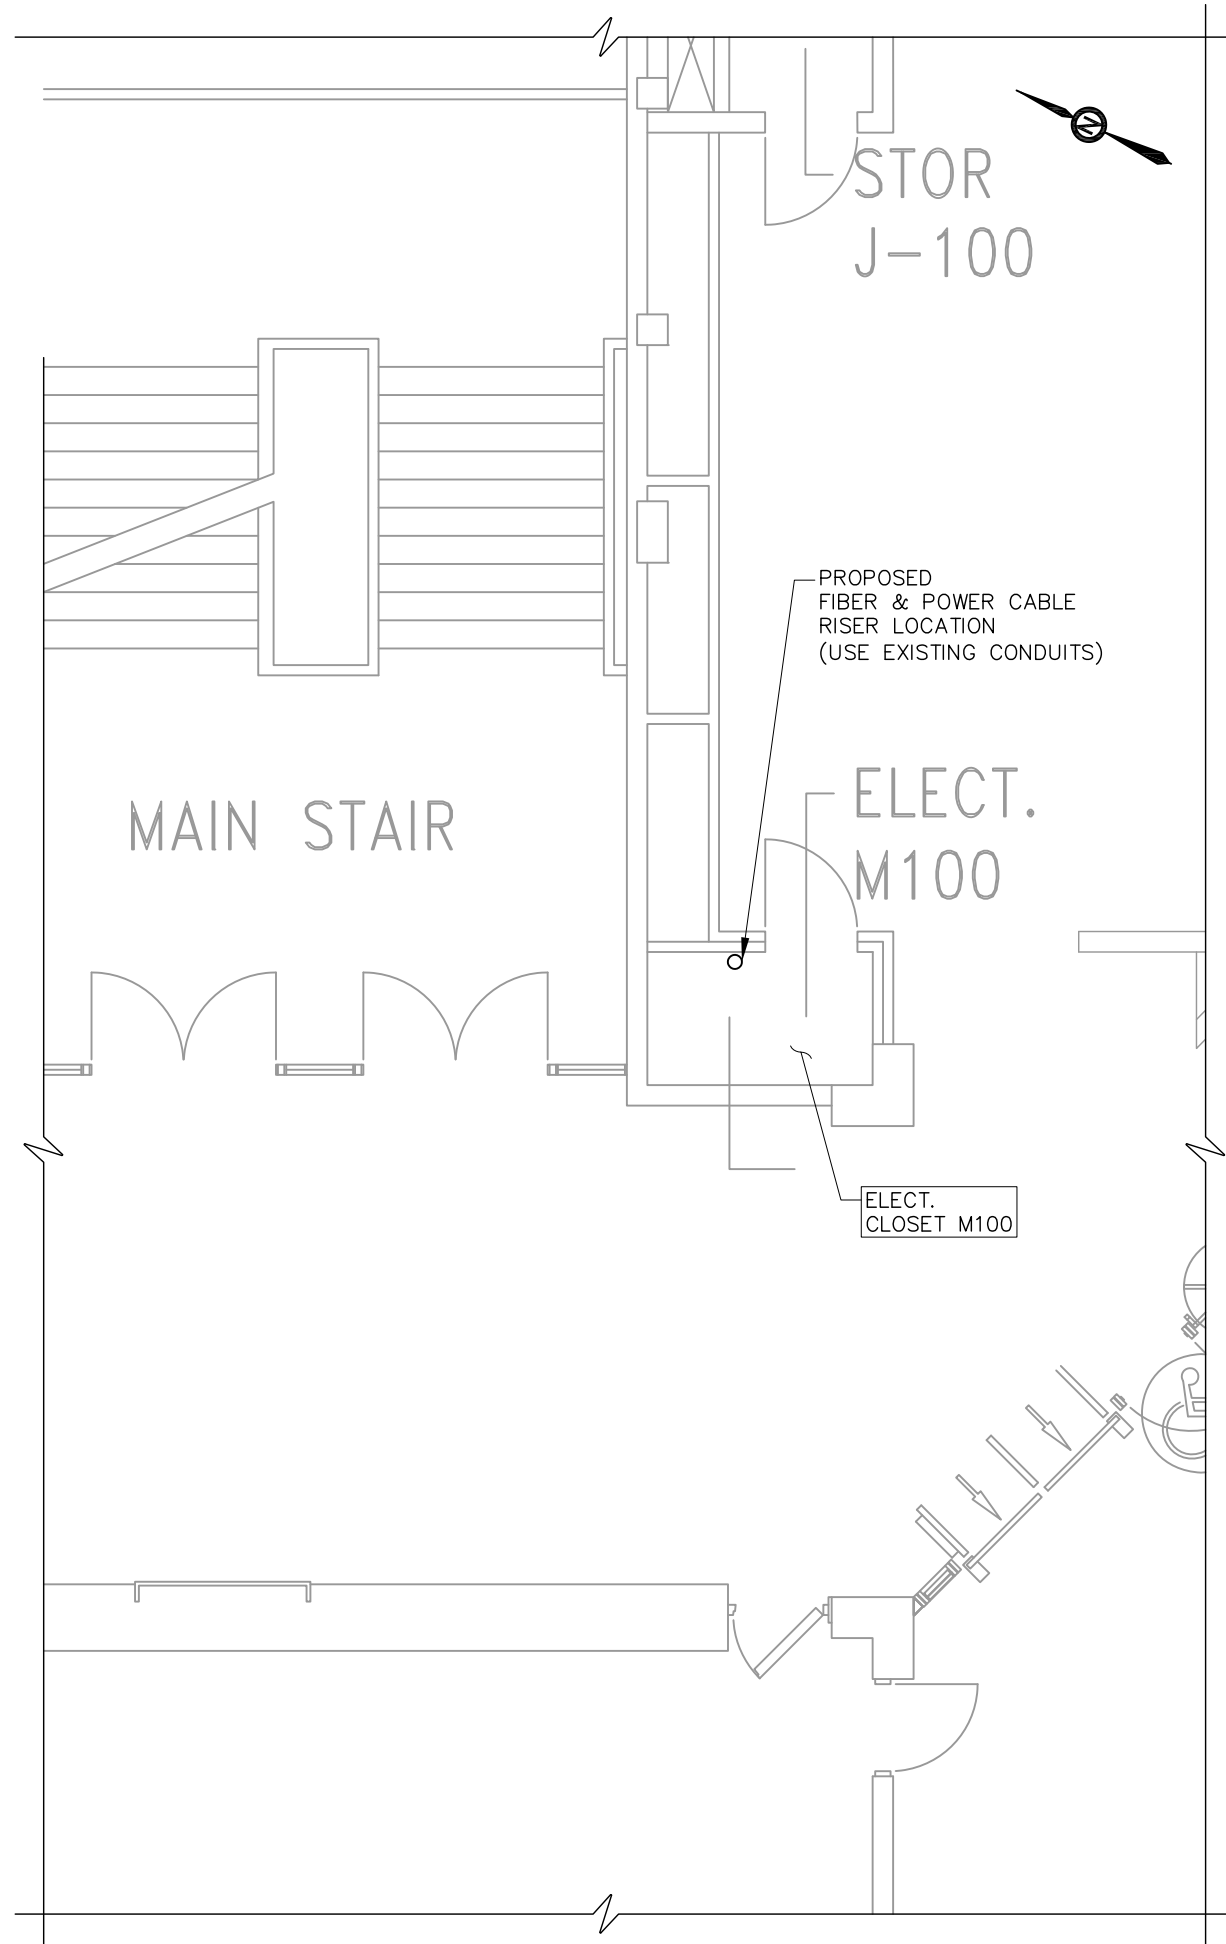 N
STOR
J-100
PROPOSED
FIBER & POWER CABLE
RISER LOCATION
(USE EXISTING CONDUITS)
MAIN STAIR
ELECT.
M100
ELECT.
CLOSET M100